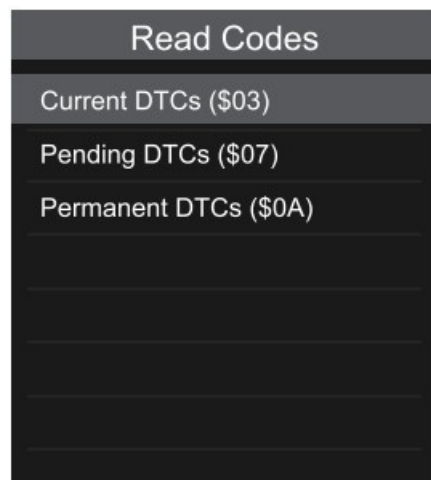 Read Codes
Current DTCs ($03)
Pending DTCs ($07)
Permanent DTCs ($0A)